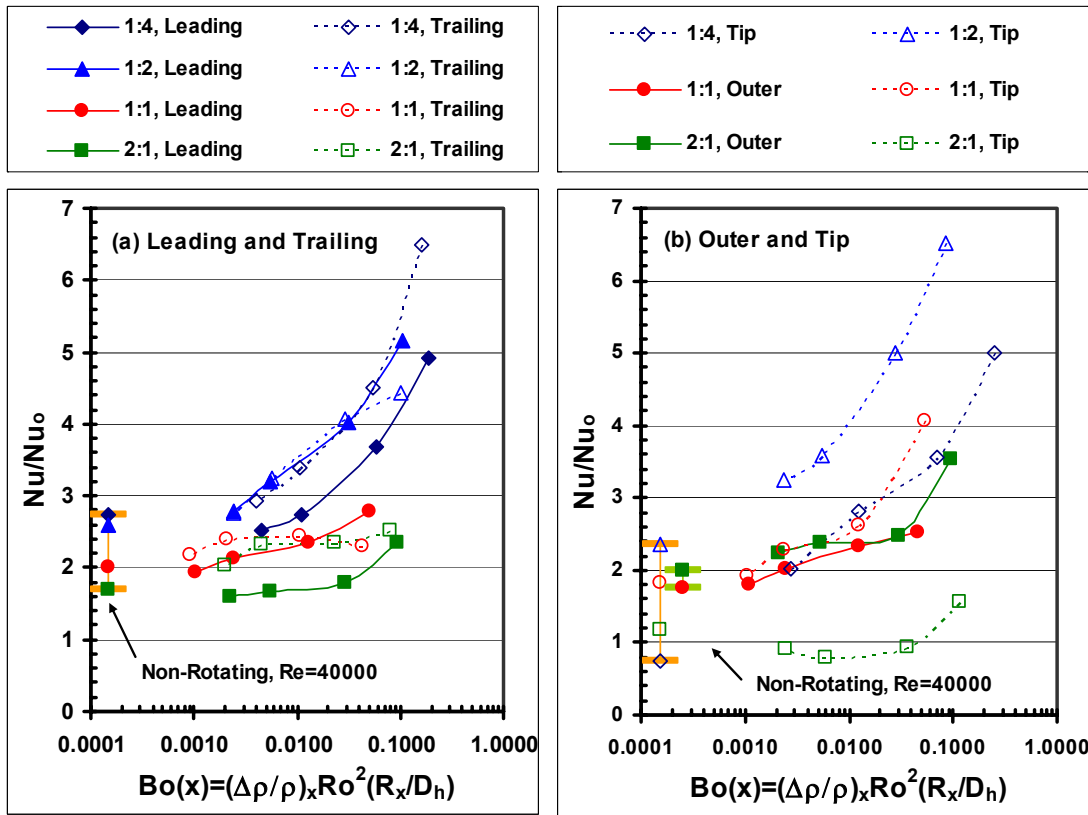 1:4, Leading 1:4, Trailing
1:2, Leading 1:2, Trailing
1:1, Leading 1:1, Trailing
2:1, Leading 2:1, Trailing
1:4, Tip 1:2, Tip
1:1, Outer 1:1, Tip
2:1, Outer 2:1, Tip
(a) Leading and Trailing
Nu/Nuo
7
6
5
4
3
2
1
0
Non-Rotating, Re=40000
0.0001 0.0010 0.0100 0.1000 1.0000
Bo(x)=(Δρ/ρ)xRo²(Rx/Dh)
(b) Outer and Tip
Nu/Nuo
7
6
5
4
3
2
1
0
Non-Rotating, Re=40000
0.0001 0.0010 0.0100 0.1000 1.0000
Bo(x)=(Δρ/ρ)xRo²(Rx/Dh)